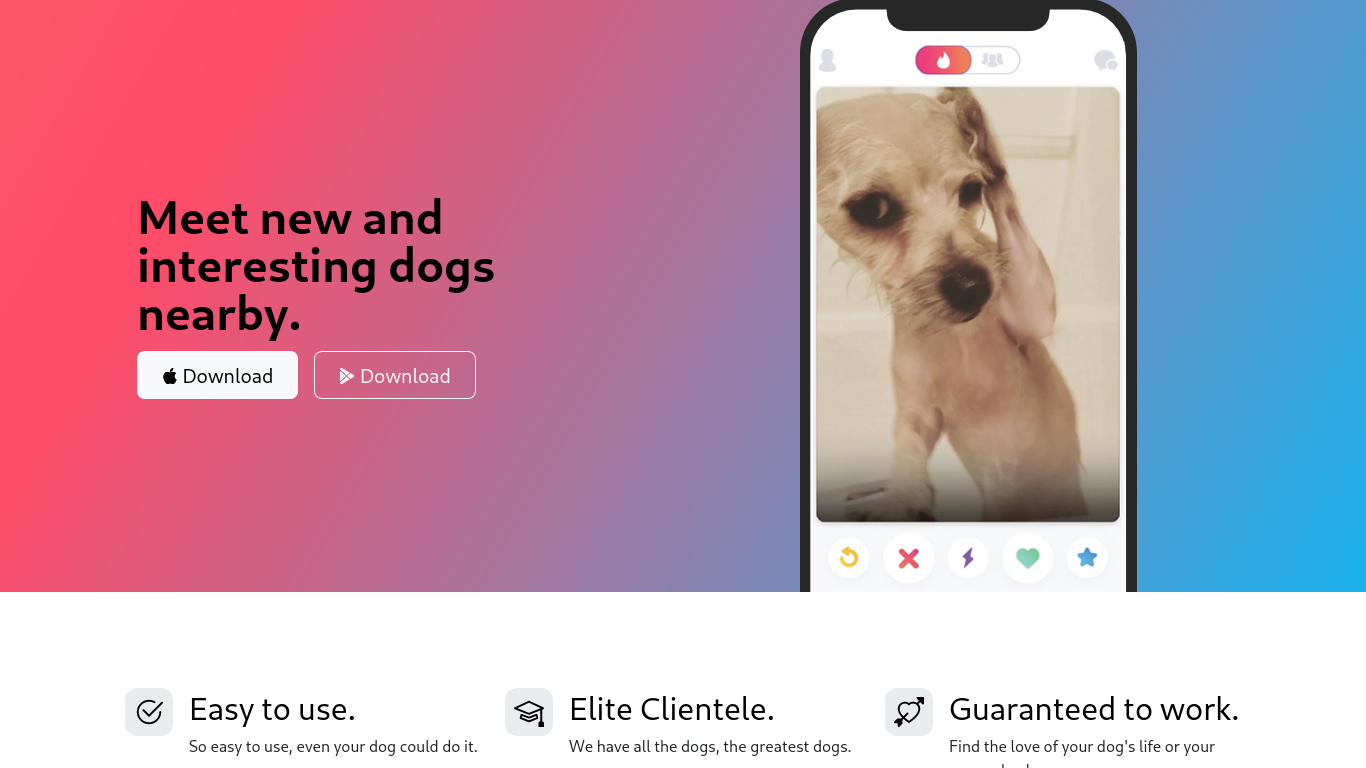 Meet new and
interesting dogs
nearby.
Download
Download
Easy to use.
So easy to use, even your dog could do it.
Elite Clientele.
We have all the dogs, the greatest dogs.
Guaranteed to work.
Find the love of your dog's life or your